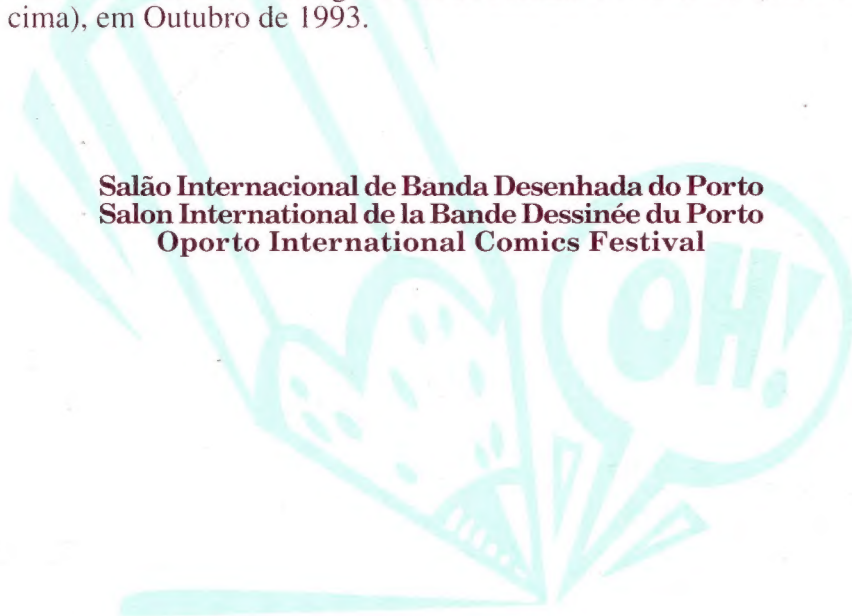 cima), em Outubro de 1993.
Salão Internacional de Banda Desenhada do Porto
Salon International de la Bande Dessinée du Porto
Oporto International Comics Festival
OH!